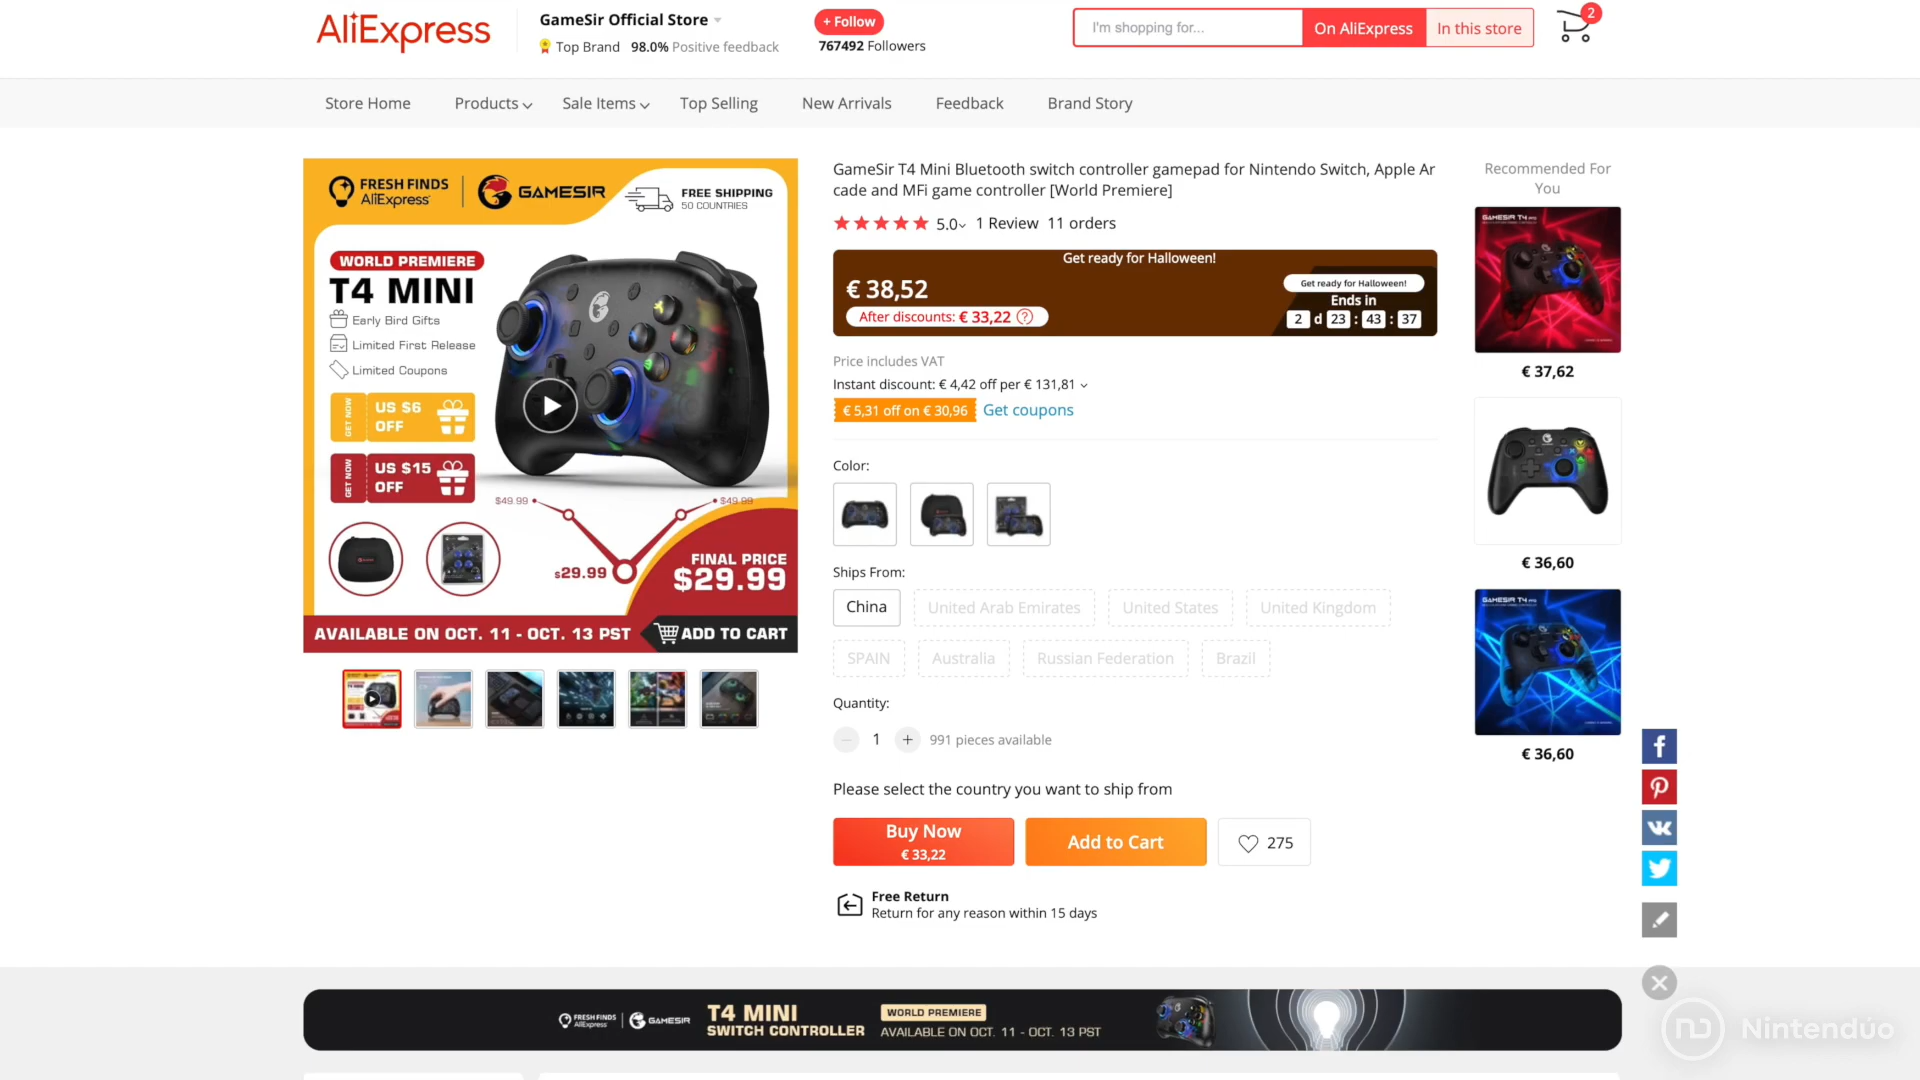 AliExpress
GameSir Official Store
Top Brand 98.0% Positive feedback
+ Follow
767492 Followers
I'm shopping for...
On AliExpress
In this store
2
Store Home
Products
Sale Items
Top Selling
New Arrivals
Feedback
Brand Story
FRESH FINDS
AliExpress
GAMESIR
FREE SHIPPING
50 COUNTRIES
WORLD PREMIERE
T4 MINI
Early Bird Gifts
Limited First Release
Limited Coupons
GET NOW
US $6
OFF
GET NOW
US $15
OFF
$49.99
$49.99
$29.99
FINAL PRICE
$29.99
AVAILABLE ON OCT. 11 - OCT. 13 PST
ADD TO CART
GameSir T4 Mini Bluetooth switch controller gamepad for Nintendo Switch, Apple Ar
cade and MFi game controller [World Premiere]
5.0 1 Review 11 orders
Get ready for Halloween!
€ 38,52
After discounts: € 33,22
Get ready for Halloween!
Ends in
2 d 23 : 43 : 37
Price includes VAT
Instant discount: € 4,42 off per € 131,81
€ 5,31 off on € 30,96
Get coupons
Color:
Ships From:
China
United Arab Emirates
United States
United Kingdom
SPAIN
Australia
Russian Federation
Brazil
Quantity:
1
991 pieces available
Please select the country you want to ship from
Buy Now
€ 33,22
Add to Cart
275
Free Return
Return for any reason within 15 days
Recommended For
You
GAMESIR T4 PRO
€ 37,62
€ 36,60
GAMESIR T4 PRO
€ 36,60
FRESH FINDS
AliExpress
GAMESIR
T4 MINI
SWITCH CONTROLLER
WORLD PREMIERE
AVAILABLE ON OCT. 11 - OCT. 13 PST
Nintendúo